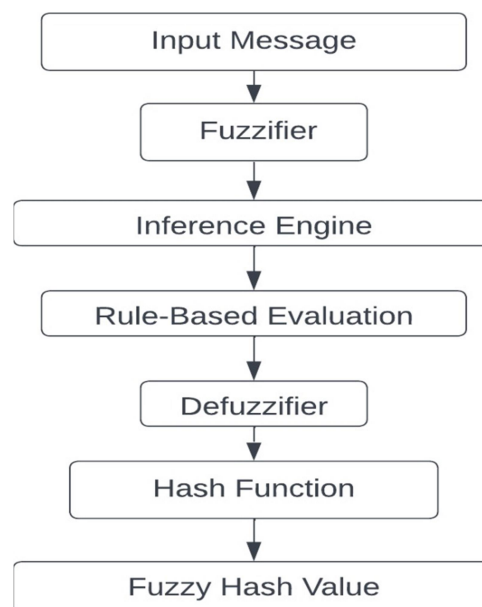 Input Message
Fuzzifier
Inference Engine
Rule-Based Evaluation
Defuzzifier
Hash Function
Fuzzy Hash Value